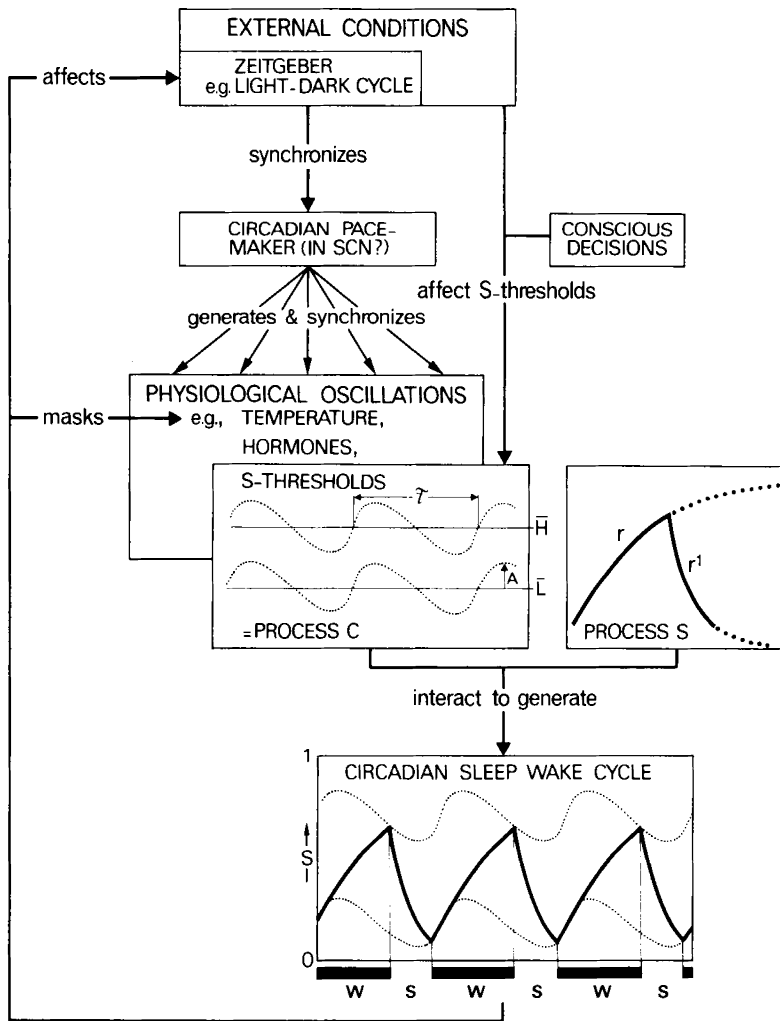 EXTERNAL CONDITIONS
ZEITGEBER
e.g. LIGHT-DARK CYCLE
affects
synchronizes
CIRCADIAN PACE-
MAKER (IN SCN?)
CONSCIOUS
DECISIONS
affect S-thresholds
generates & synchronizes
PHYSIOLOGICAL OSCILLATIONS
masks
e.g., TEMPERATURE,
HORMONES,
S-THRESHOLDS
τ
H̅
A
L̅
=PROCESS C
r
r¹
PROCESS S
interact to generate
1
CIRCADIAN SLEEP WAKE CYCLE
S
0
W s W s W s